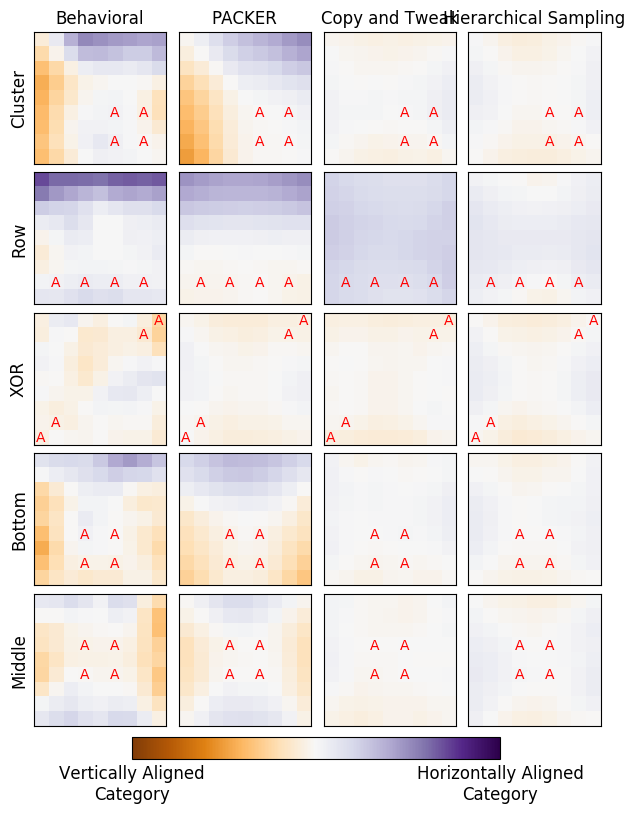 Behavioral PACKER Copy and Tweak Hierarchical Sampling
Cluster
A A A A A A A A
A A A A A A A A
Row
A A A A A A A A A A A A A A A A
XOR
A A A A
A A A A
A A A A
A A A A
Bottom
A A A A A A A A
A A A A A A A A
Middle
A A A A A A A A
A A A A A A A A
Vertically Aligned Horizontally Aligned
Category Category